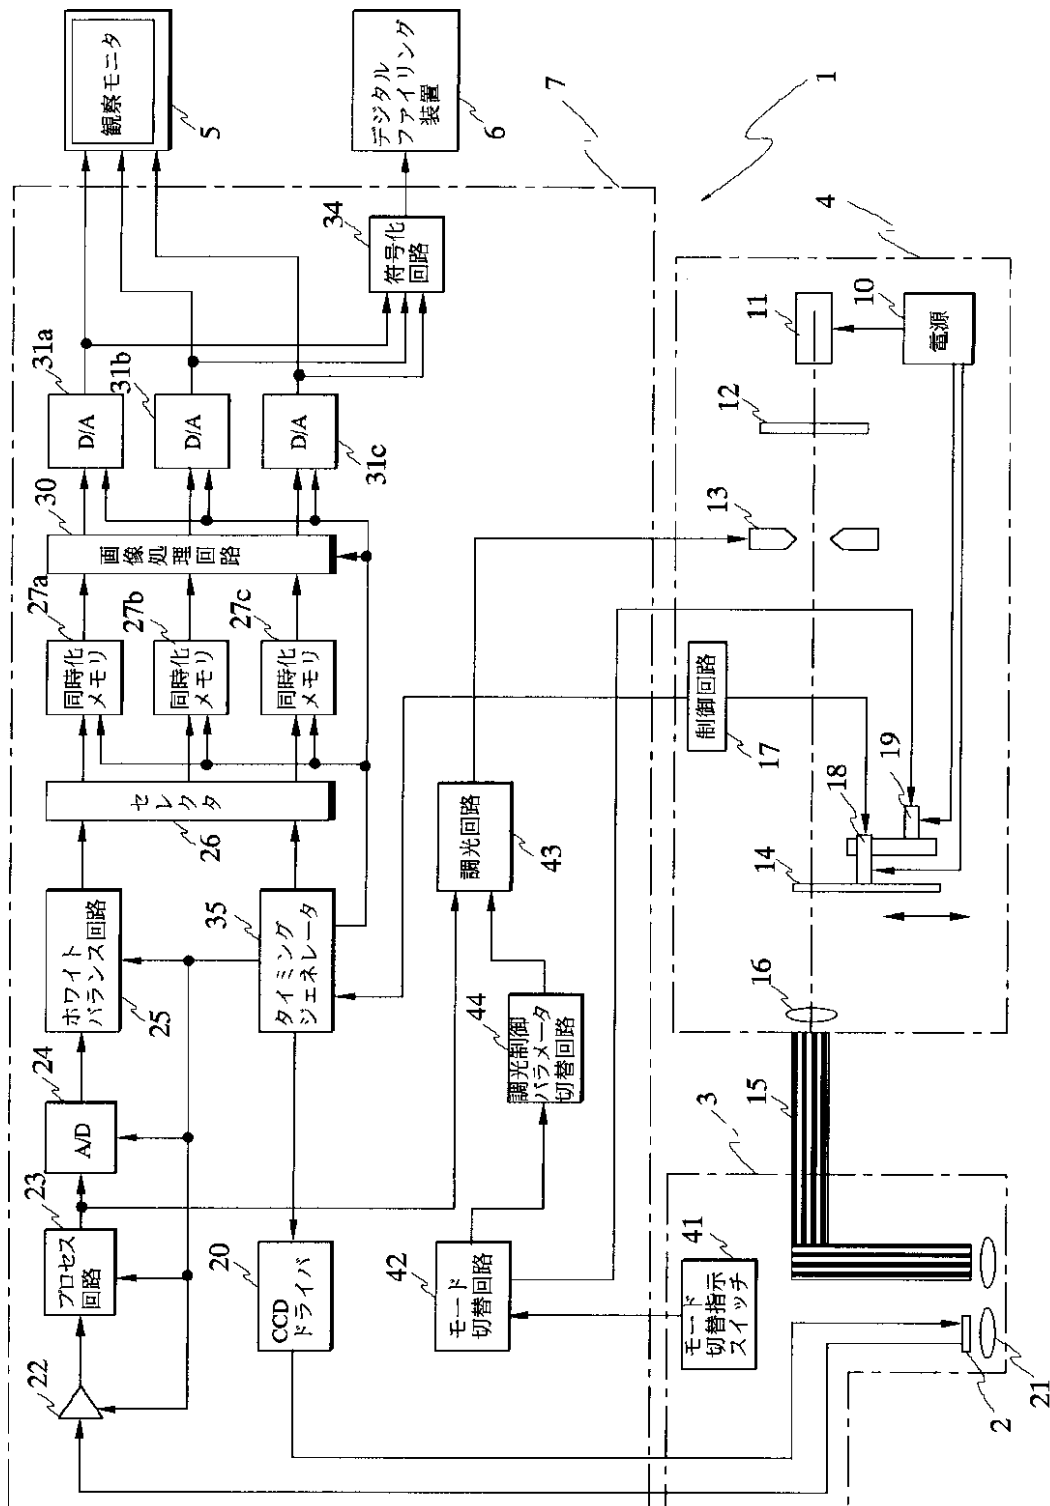 22
プロセス
回路
23
A/D
24
ホワイト
バランス回路
25
セレクタ
26
同時化
メモリ
27a
同時化
メモリ
27b
同時化
メモリ
27c
画像処理回路
30
D/A
31a
D/A
31b
D/A
31c
観察モニタ
5
CCD
ドライバ
20
タイミング
ジェネレータ
35
符号化
回路
34
デジタル
ファイリング
装置
6
モード
切替回路
42
調光制御
パラメータ
切替回路
44
調光回路
43
7
1
モード
切替指示
スイッチ
41
3
15
16
14
制御回路
17
18
19
13
12
11
電源
10
4
2
21